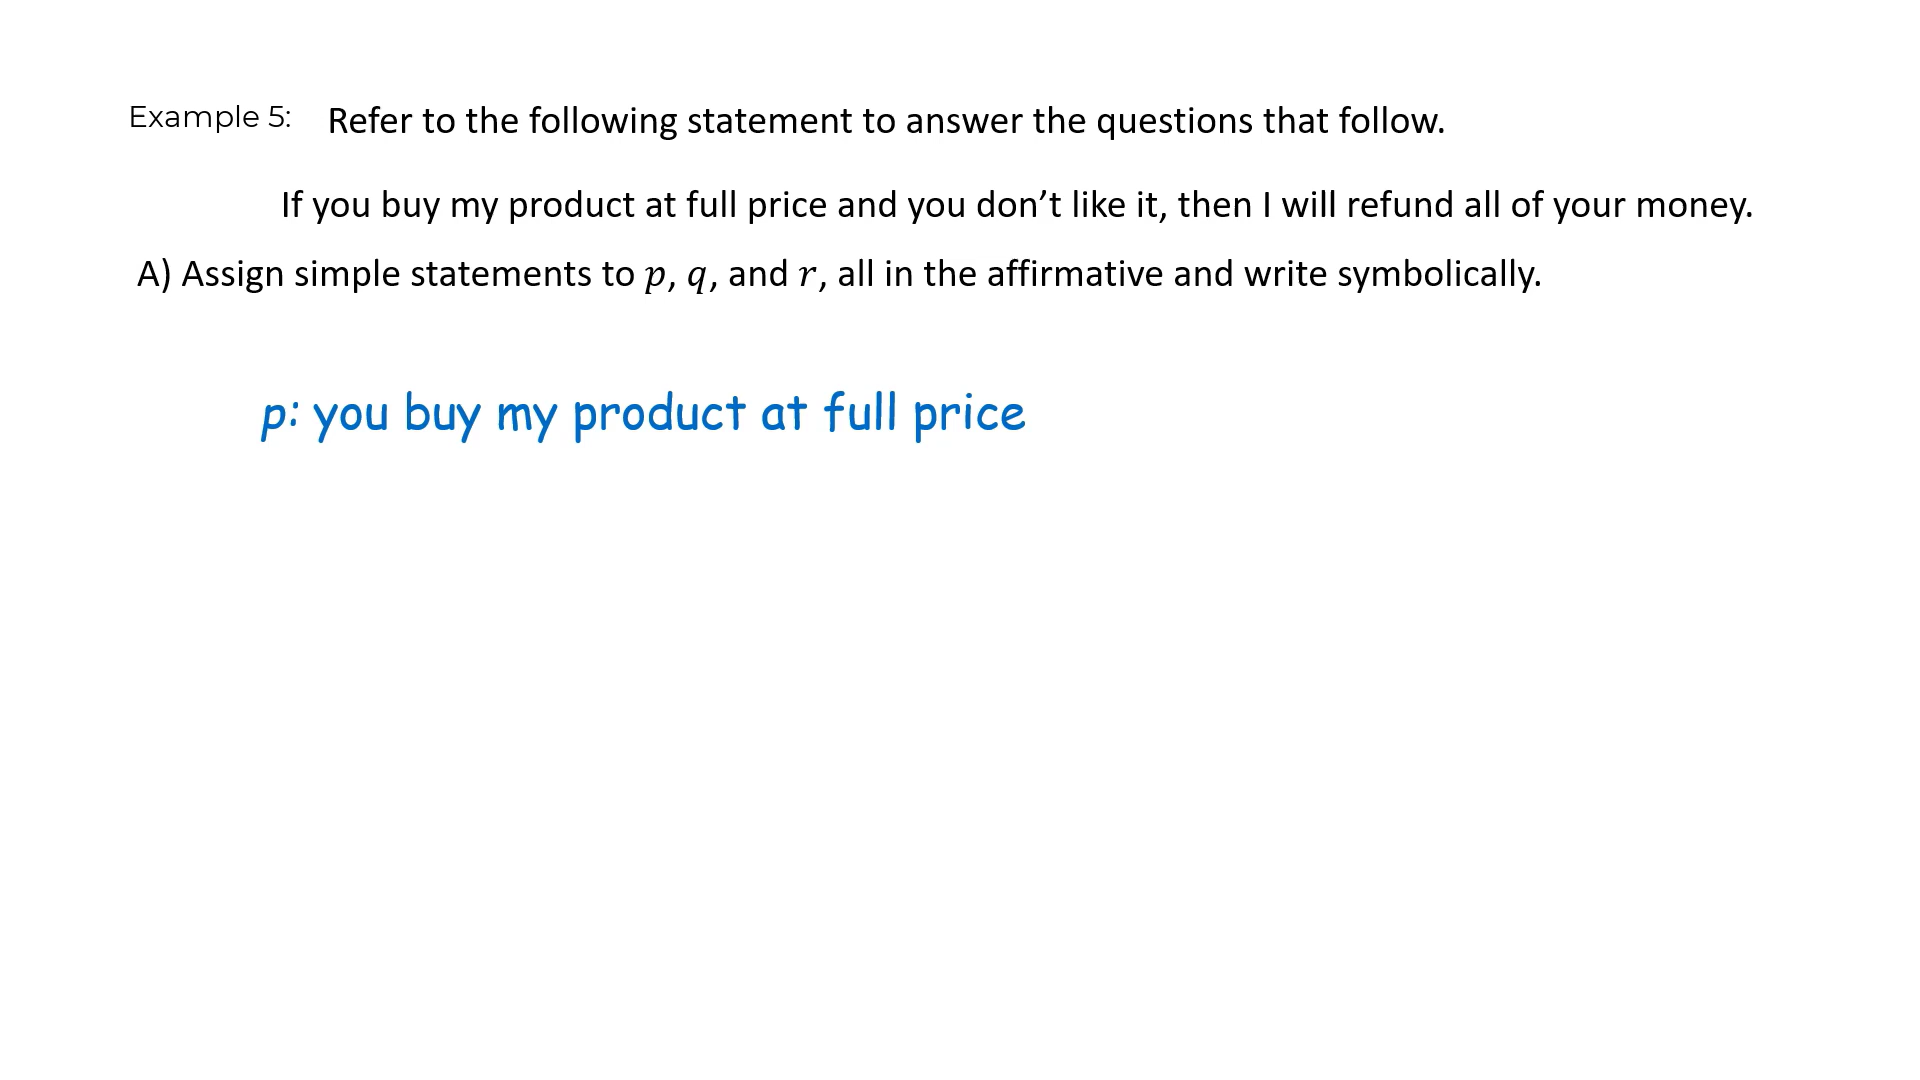 Example 5: Refer to the following statement to answer the questions that follow.
If you buy my product at full price and you don’t like it, then I will refund all of your money.
A) Assign simple statements to 𝑝, 𝑞, and 𝑟, all in the affirmative and write symbolically.
p: you buy my product at full price